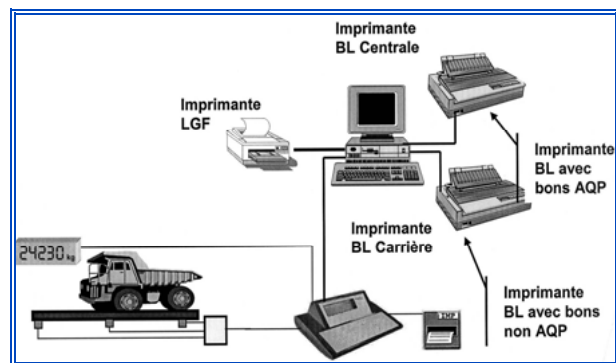 Imprimante
BL Centrale
Imprimante
LGF
Imprimante
BL avec
bons AQP
Imprimante
BL Carrière
24230 kg
Imprimante
BL avec bons
non AQP
IMP